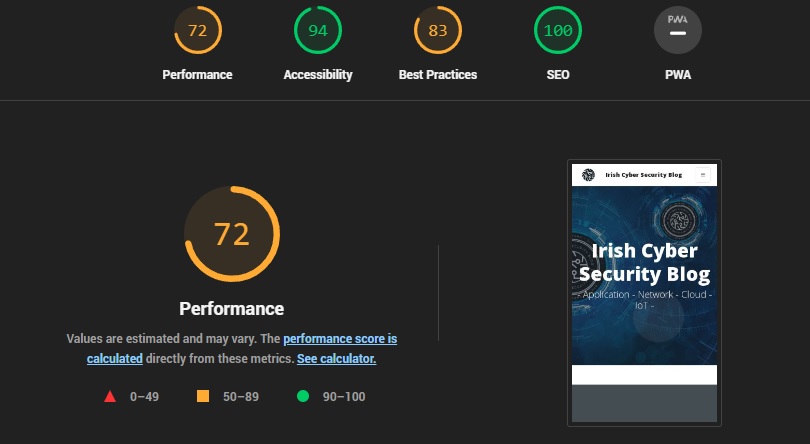 72 94 83 100 PWA
Performance Accessibility Best Practices SEO PWA
72
Performance
Values are estimated and may vary. The performance score is
calculated directly from these metrics. See calculator.
0–49 50–89 90–100
Irish Cyber Security Blog
Irish Cyber
Security Blog
- Application - Network - Cloud -
IoT -